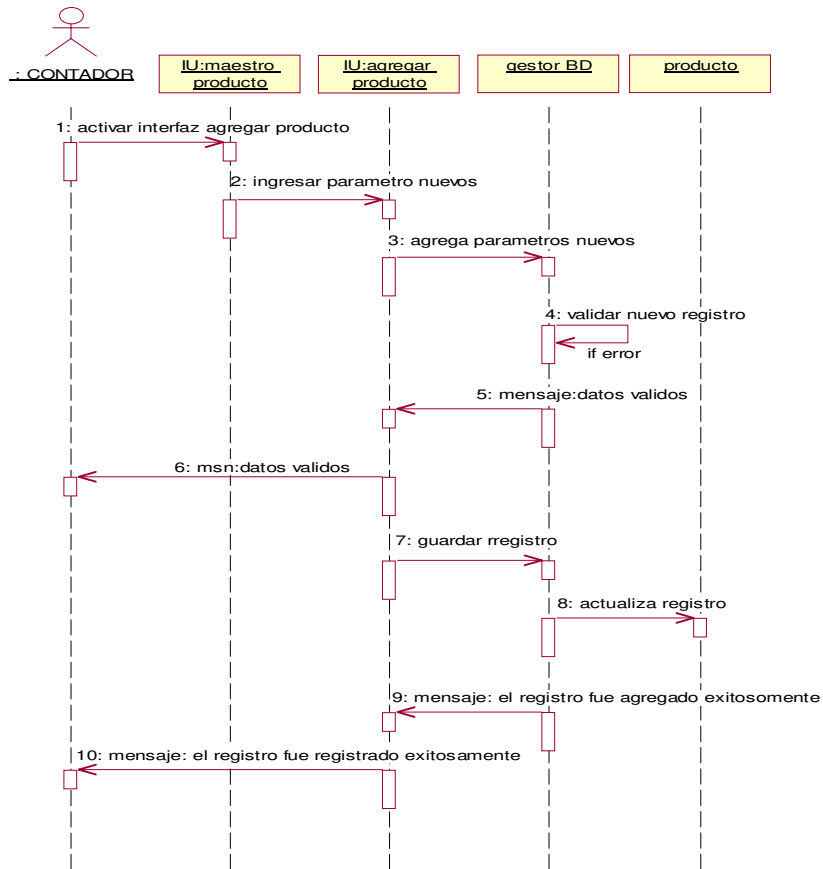 : CONTADOR
IU:maestro
producto
IU:agregar
producto
gestor BD
producto
1: activar interfaz agregar producto
2: ingresar parametro nuevos
3: agrega parametros nuevos
4: validar nuevo registro
if error
5: mensaje:datos validos
6: msn:datos validos
7: guardar rregistro
8: actualiza registro
9: mensaje: el registro fue agregado exitosomente
10: mensaje: el registro fue registrado exitosamente